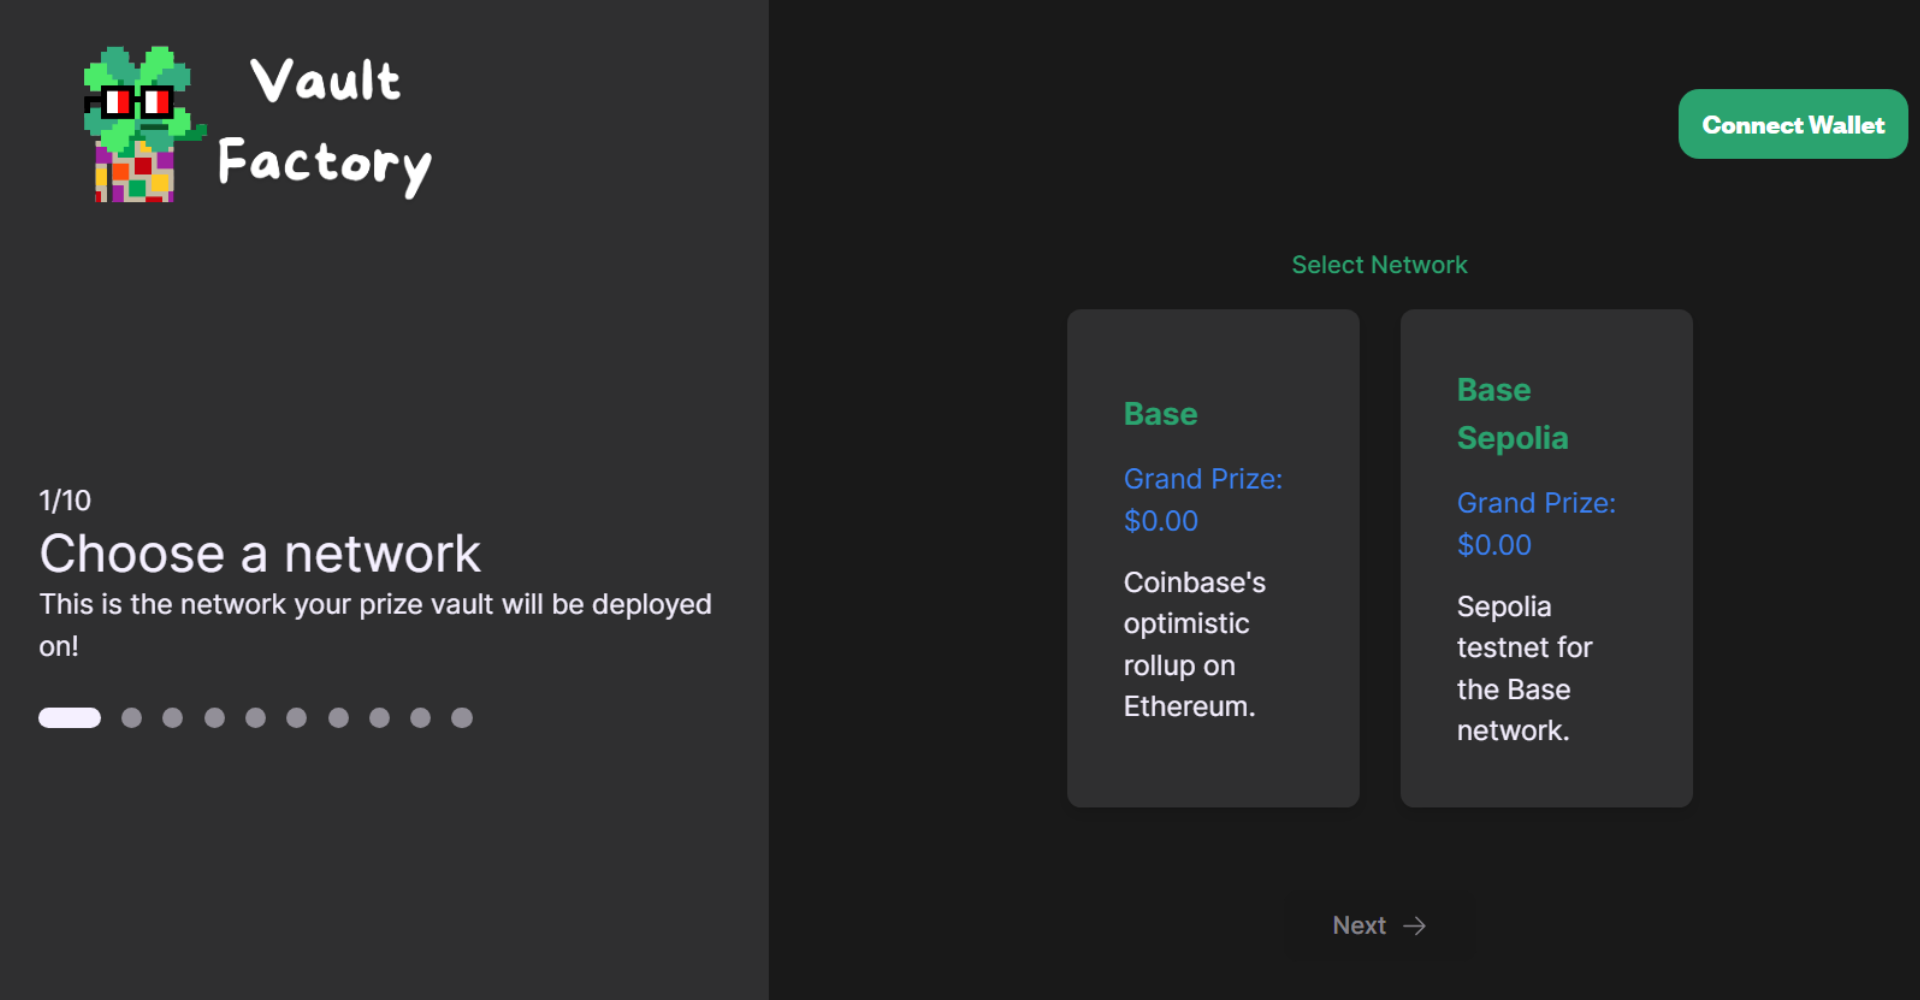 Vault
Factory
Connect Wallet
1/10
Choose a network
This is the network your prize vault will be deployed
on!
Select Network
Base
Grand Prize:
$0.00
Coinbase's
optimistic
rollup on
Ethereum.
Base
Sepolia
Grand Prize:
$0.00
Sepolia
testnet for
the Base
network.
Next →